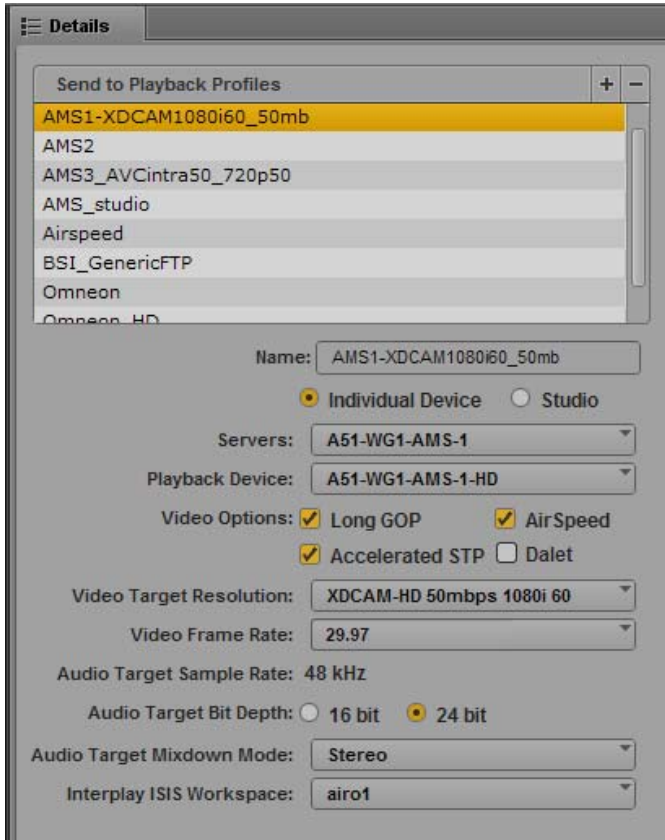 Details
Send to Playback Profiles + −
AMS1-XDCAM1080i60_50mb
AMS2
AMS3_AVCintra50_720p50
AMS_studio
Airspeed
BSI_GenericFTP
Omneon
Omneon_HD
Name: AMS1-XDCAM1080i60_50mb
Individual Device Studio
Servers: A51-WG1-AMS-1
Playback Device: A51-WG1-AMS-1-HD
Video Options: Long GOP AirSpeed
Accelerated STP Dalet
Video Target Resolution: XDCAM-HD 50mbps 1080i 60
Video Frame Rate: 29.97
Audio Target Sample Rate: 48 kHz
Audio Target Bit Depth: 16 bit 24 bit
Audio Target Mixdown Mode: Stereo
Interplay ISIS Workspace: airo1